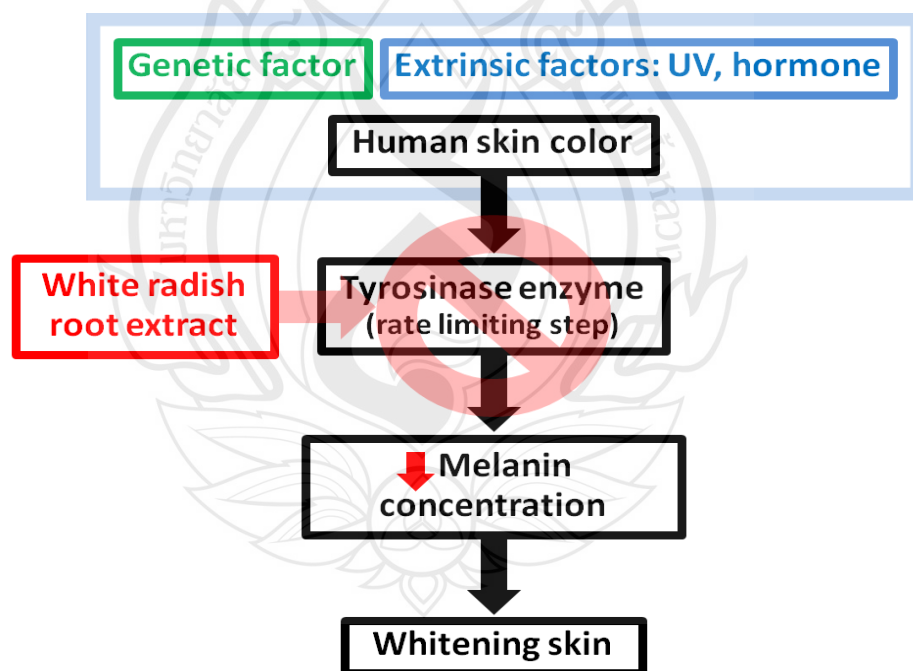 Genetic factor
Extrinsic factors: UV, hormone
Human skin color
White radish
root extract
Tyrosinase enzyme
(rate limiting step)
Melanin
concentration
Whitening skin